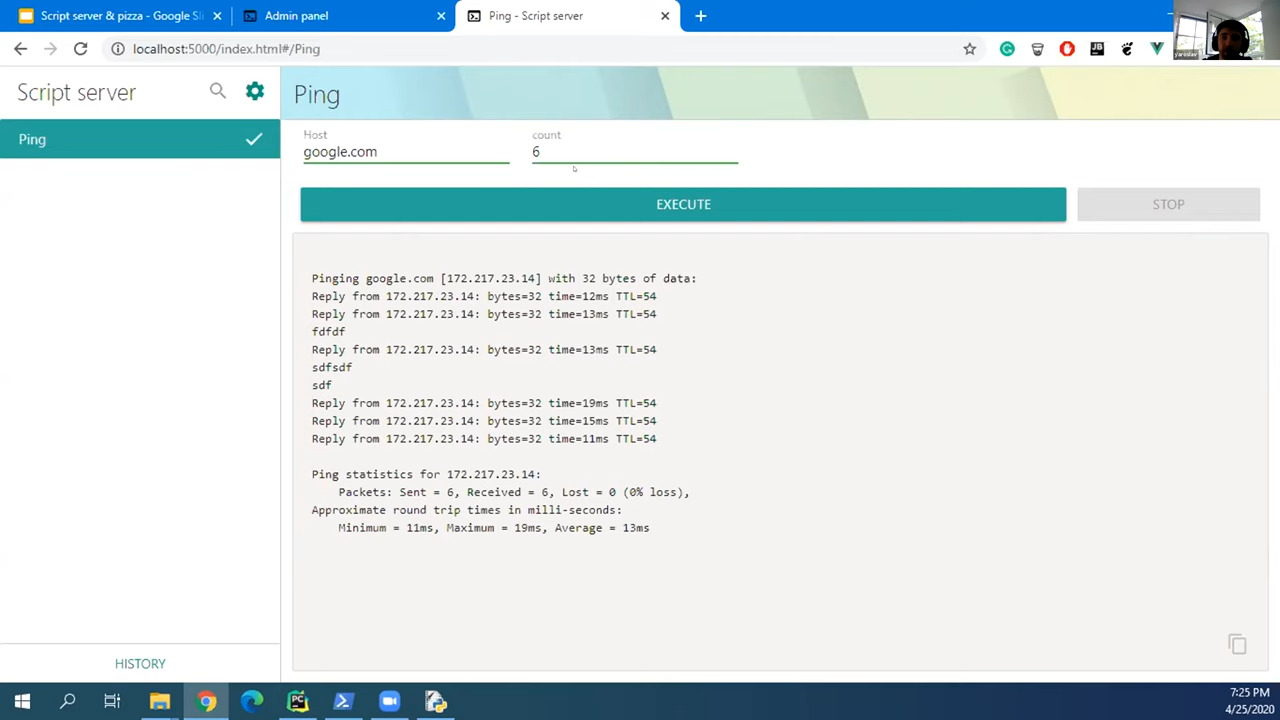 Script server & pizza - Google Sli
Admin panel
Ping - Script server
localhost:5000/index.html#/Ping
Script server
Ping
Ping
Host
count
google.com
6
EXECUTE
STOP
Pinging google.com [172.217.23.14] with 32 bytes of data:
Reply from 172.217.23.14: bytes=32 time=12ms TTL=54
Reply from 172.217.23.14: bytes=32 time=13ms TTL=54
fdfdf
Reply from 172.217.23.14: bytes=32 time=13ms TTL=54
sdfsdf
sdf
Reply from 172.217.23.14: bytes=32 time=19ms TTL=54
Reply from 172.217.23.14: bytes=32 time=15ms TTL=54
Reply from 172.217.23.14: bytes=32 time=11ms TTL=54
Ping statistics for 172.217.23.14:
Packets: Sent = 6, Received = 6, Lost = 0 (0% loss),
Approximate round trip times in milli-seconds:
Minimum = 11ms, Maximum = 19ms, Average = 13ms
HISTORY
7:25 PM
4/25/2020